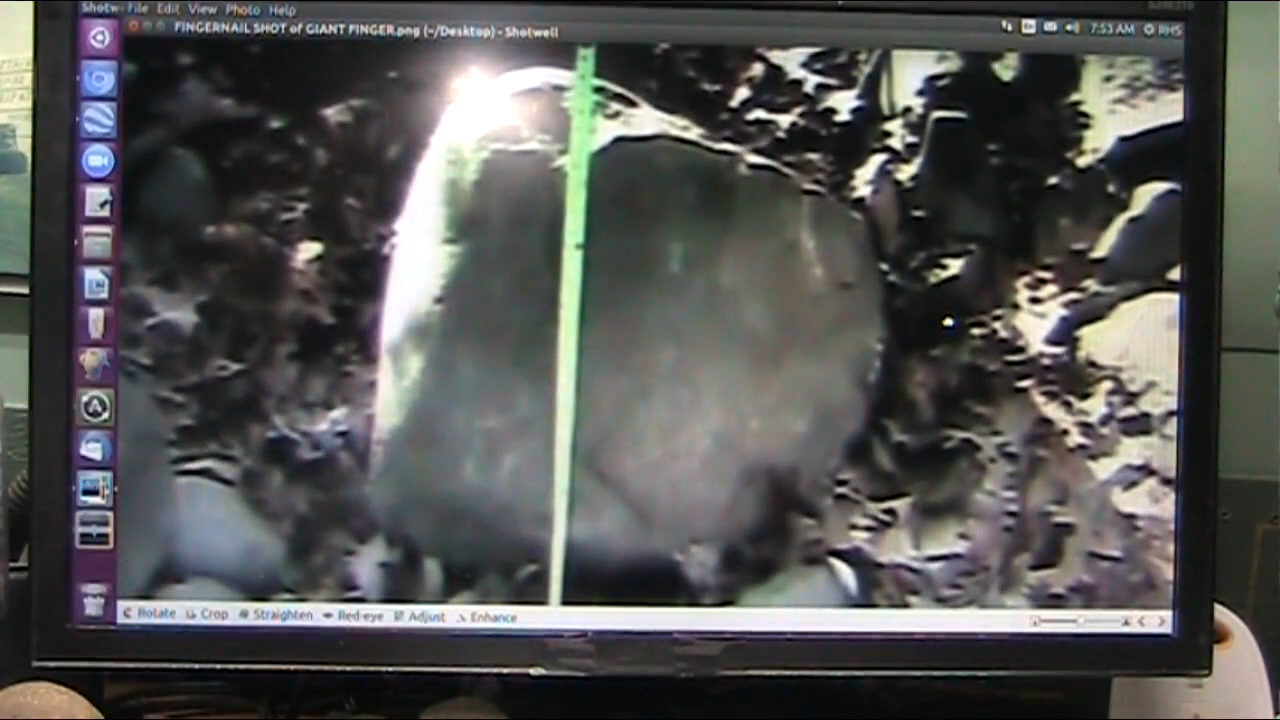 Shotw File Edit View Photo Help
FINGERNAIL SHOT of GIANT FINGER.png (~/Desktop) - Shotwell
7:53 AM RHS
Rotate Crop Straighten Red-eye Adjust Enhance